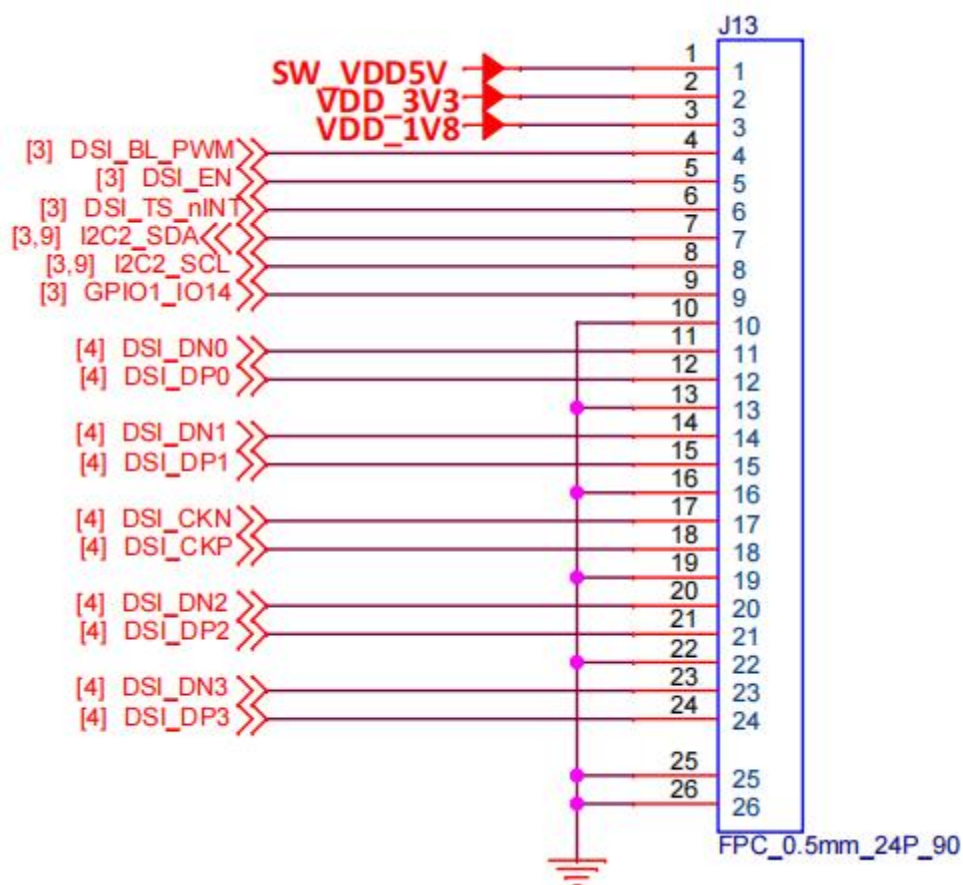 J13
SW_VDD5V 1 1
VDD_3V3 2 2
VDD_1V8 3 3
[3] DSI_BL_PWM 4 4
[3] DSI_EN 5 5
[3] DSI_TS_nINT 6 6
[3,9] I2C2_SDA 7 7
[3,9] I2C2_SCL 8 8
[3] GPIO1_IO14 9 9
10 10
[4] DSI_DN0 11 11
[4] DSI_DP0 12 12
13 13
[4] DSI_DN1 14 14
[4] DSI_DP1 15 15
16 16
[4] DSI_CKN 17 17
[4] DSI_CKP 18 18
19 19
[4] DSI_DN2 20 20
[4] DSI_DP2 21 21
22 22
[4] DSI_DN3 23 23
[4] DSI_DP3 24 24
25 25
26 26
FPC_0.5mm_24P_90